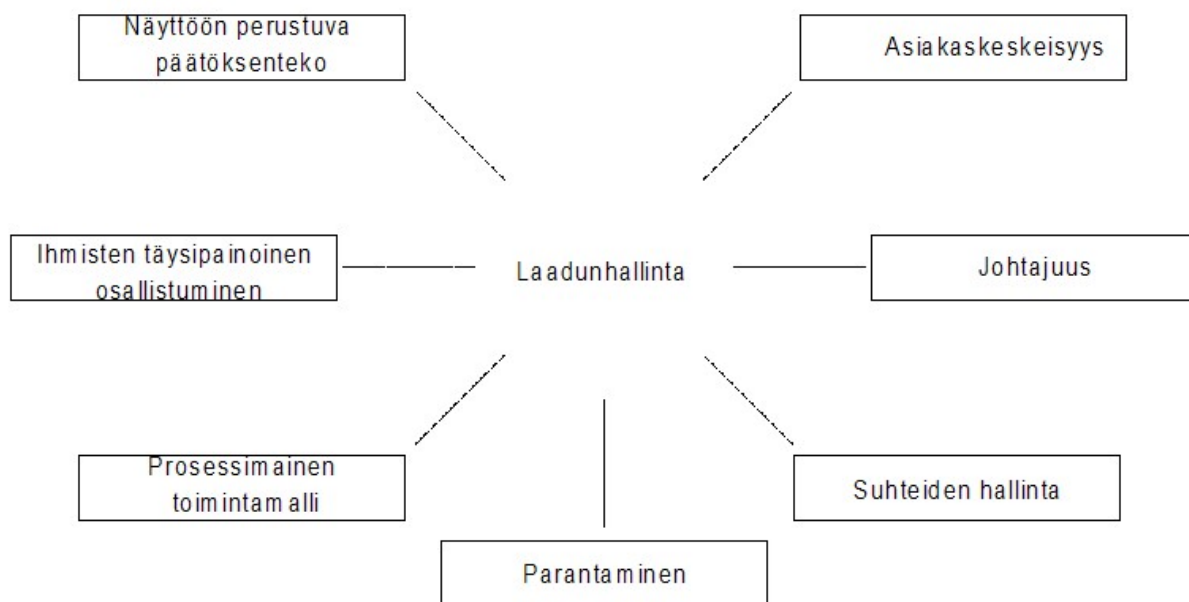 Näyttöön perustuva
päätöksenteko
Asiakaskeskeisyys
Ihmisten täysipainoinen
osallistuminen
Laadunhallinta
Johtajuus
Prosessimainen
toimintamalli
Suhteiden hallinta
Parantaminen